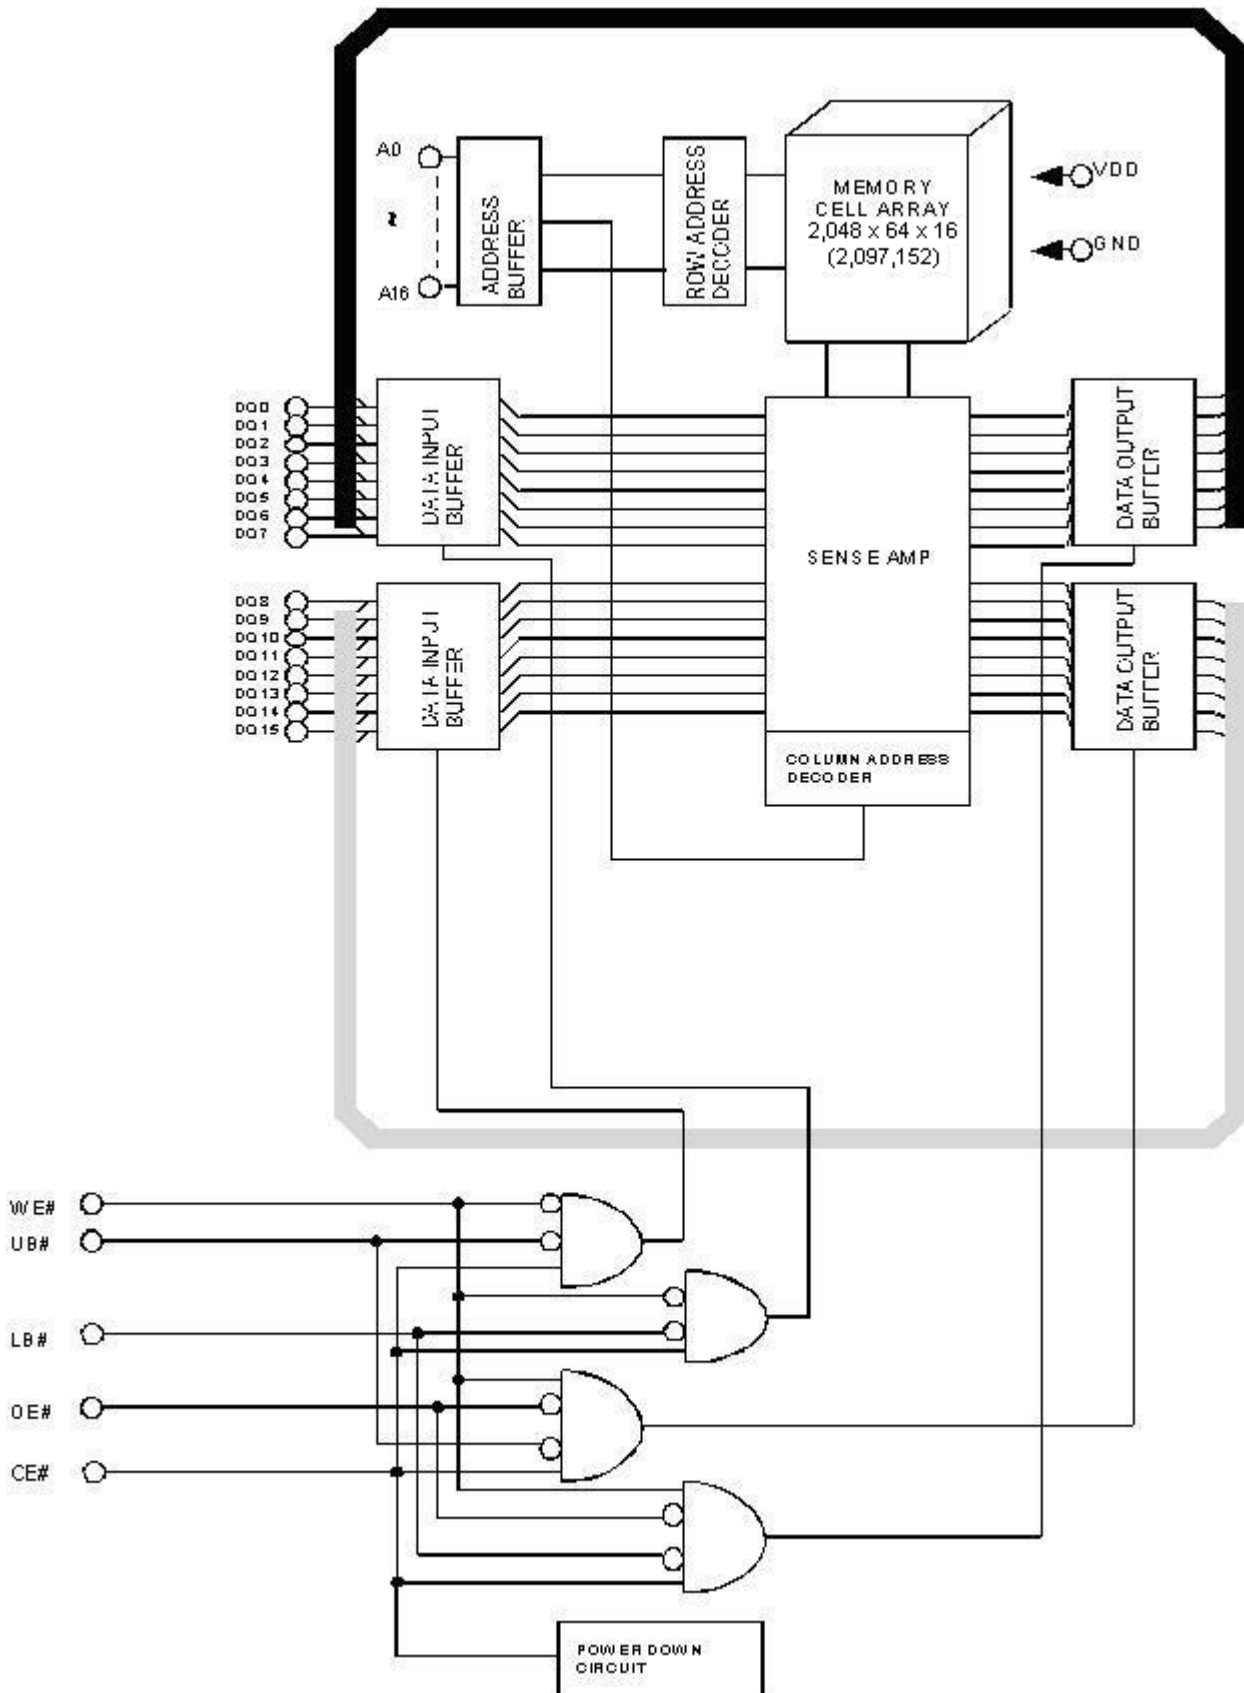 A0
~
A16
ADDRESS
BUFFER
ROW ADDRESS
DECODER
MEMORY
CELL ARRAY
2,048 x 64 x 16
(2,097,152)
VDD
GND
DQ0
DQ1
DQ2
DQ3
DQ4
DQ5
DQ6
DQ7
DATA INPUT
BUFFER
SENSE AMP
DATA OUTPUT
BUFFER
DQ8
DQ9
DQ10
DQ11
DQ12
DQ13
DQ14
DQ15
DATA INPUT
BUFFER
DATA OUTPUT
BUFFER
COLUMN ADDRESS
DECODER
WE#
UB#
LB#
OE#
CE#
POWER DOWN
CIRCUIT